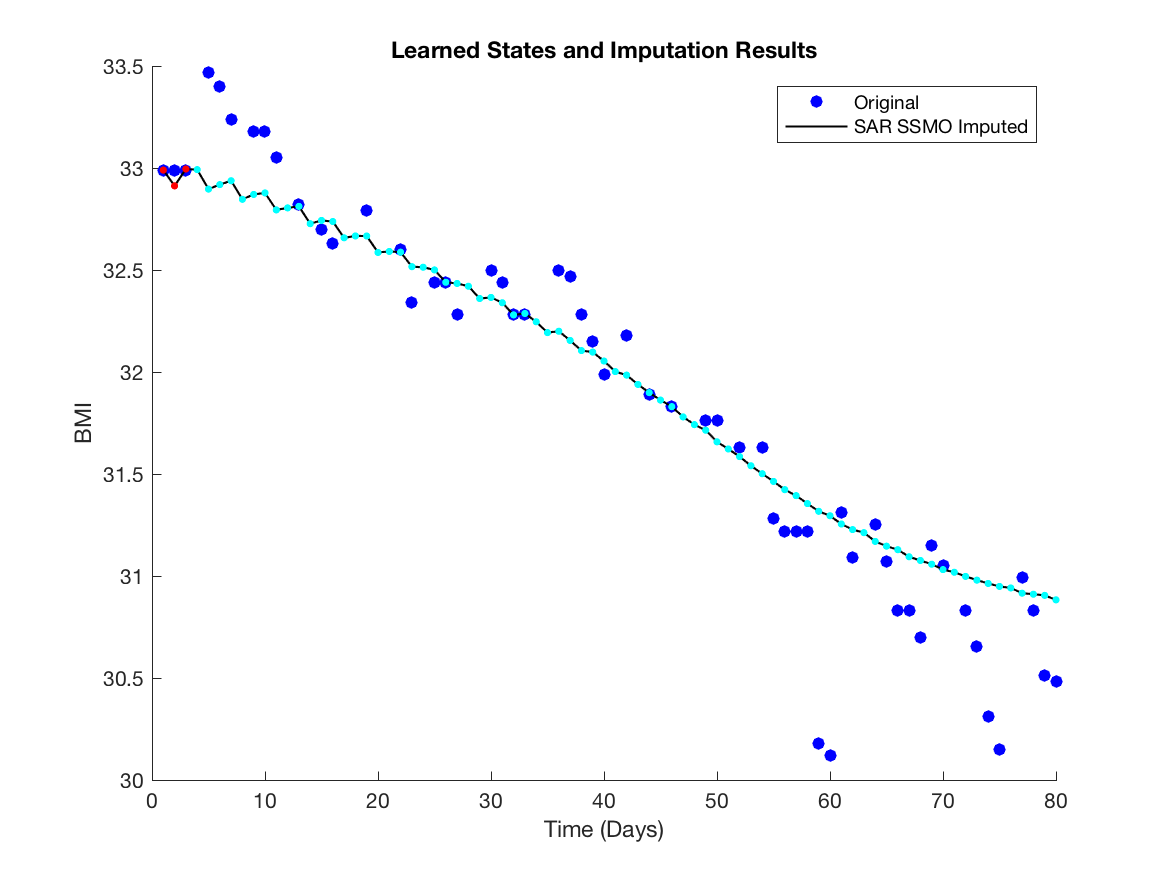 Learned States and Imputation Results
33.5
33
32.5
32
31.5
31
30.5
30
BMI
Original
SAR SSMO Imputed
0 10 20 30 40 50 60 70 80
Time (Days)